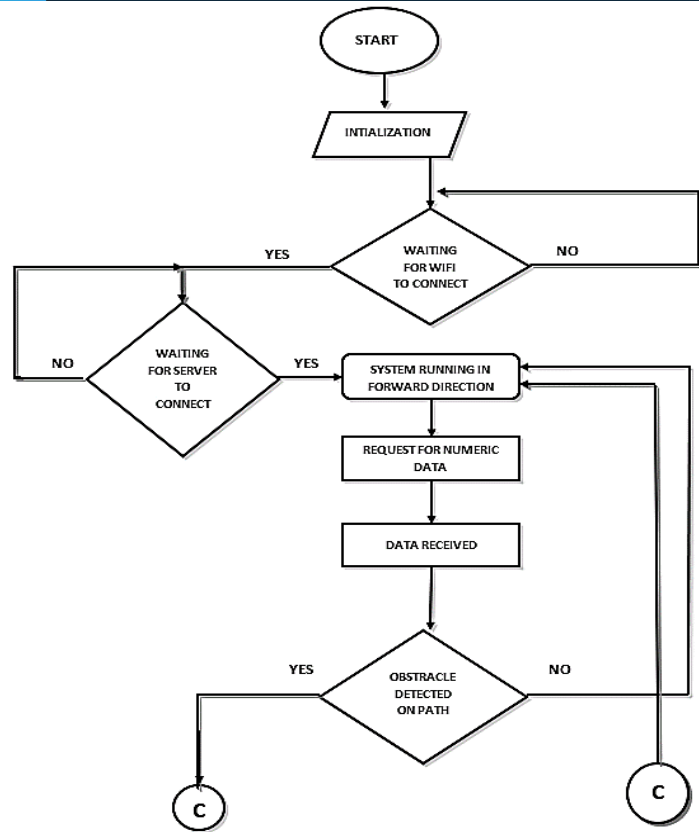 START
INTIALIZATION
YES
WAITING
FOR WIFI
TO CONNECT
NO
NO
WAITING
FOR SERVER
TO
CONNECT
YES
SYSTEM RUNNING IN
FORWARD DIRECTION
REQUEST FOR NUMERIC
DATA
DATA RECEIVED
YES
OBSTRACLE
DETECTED
ON PATH
NO
C
C